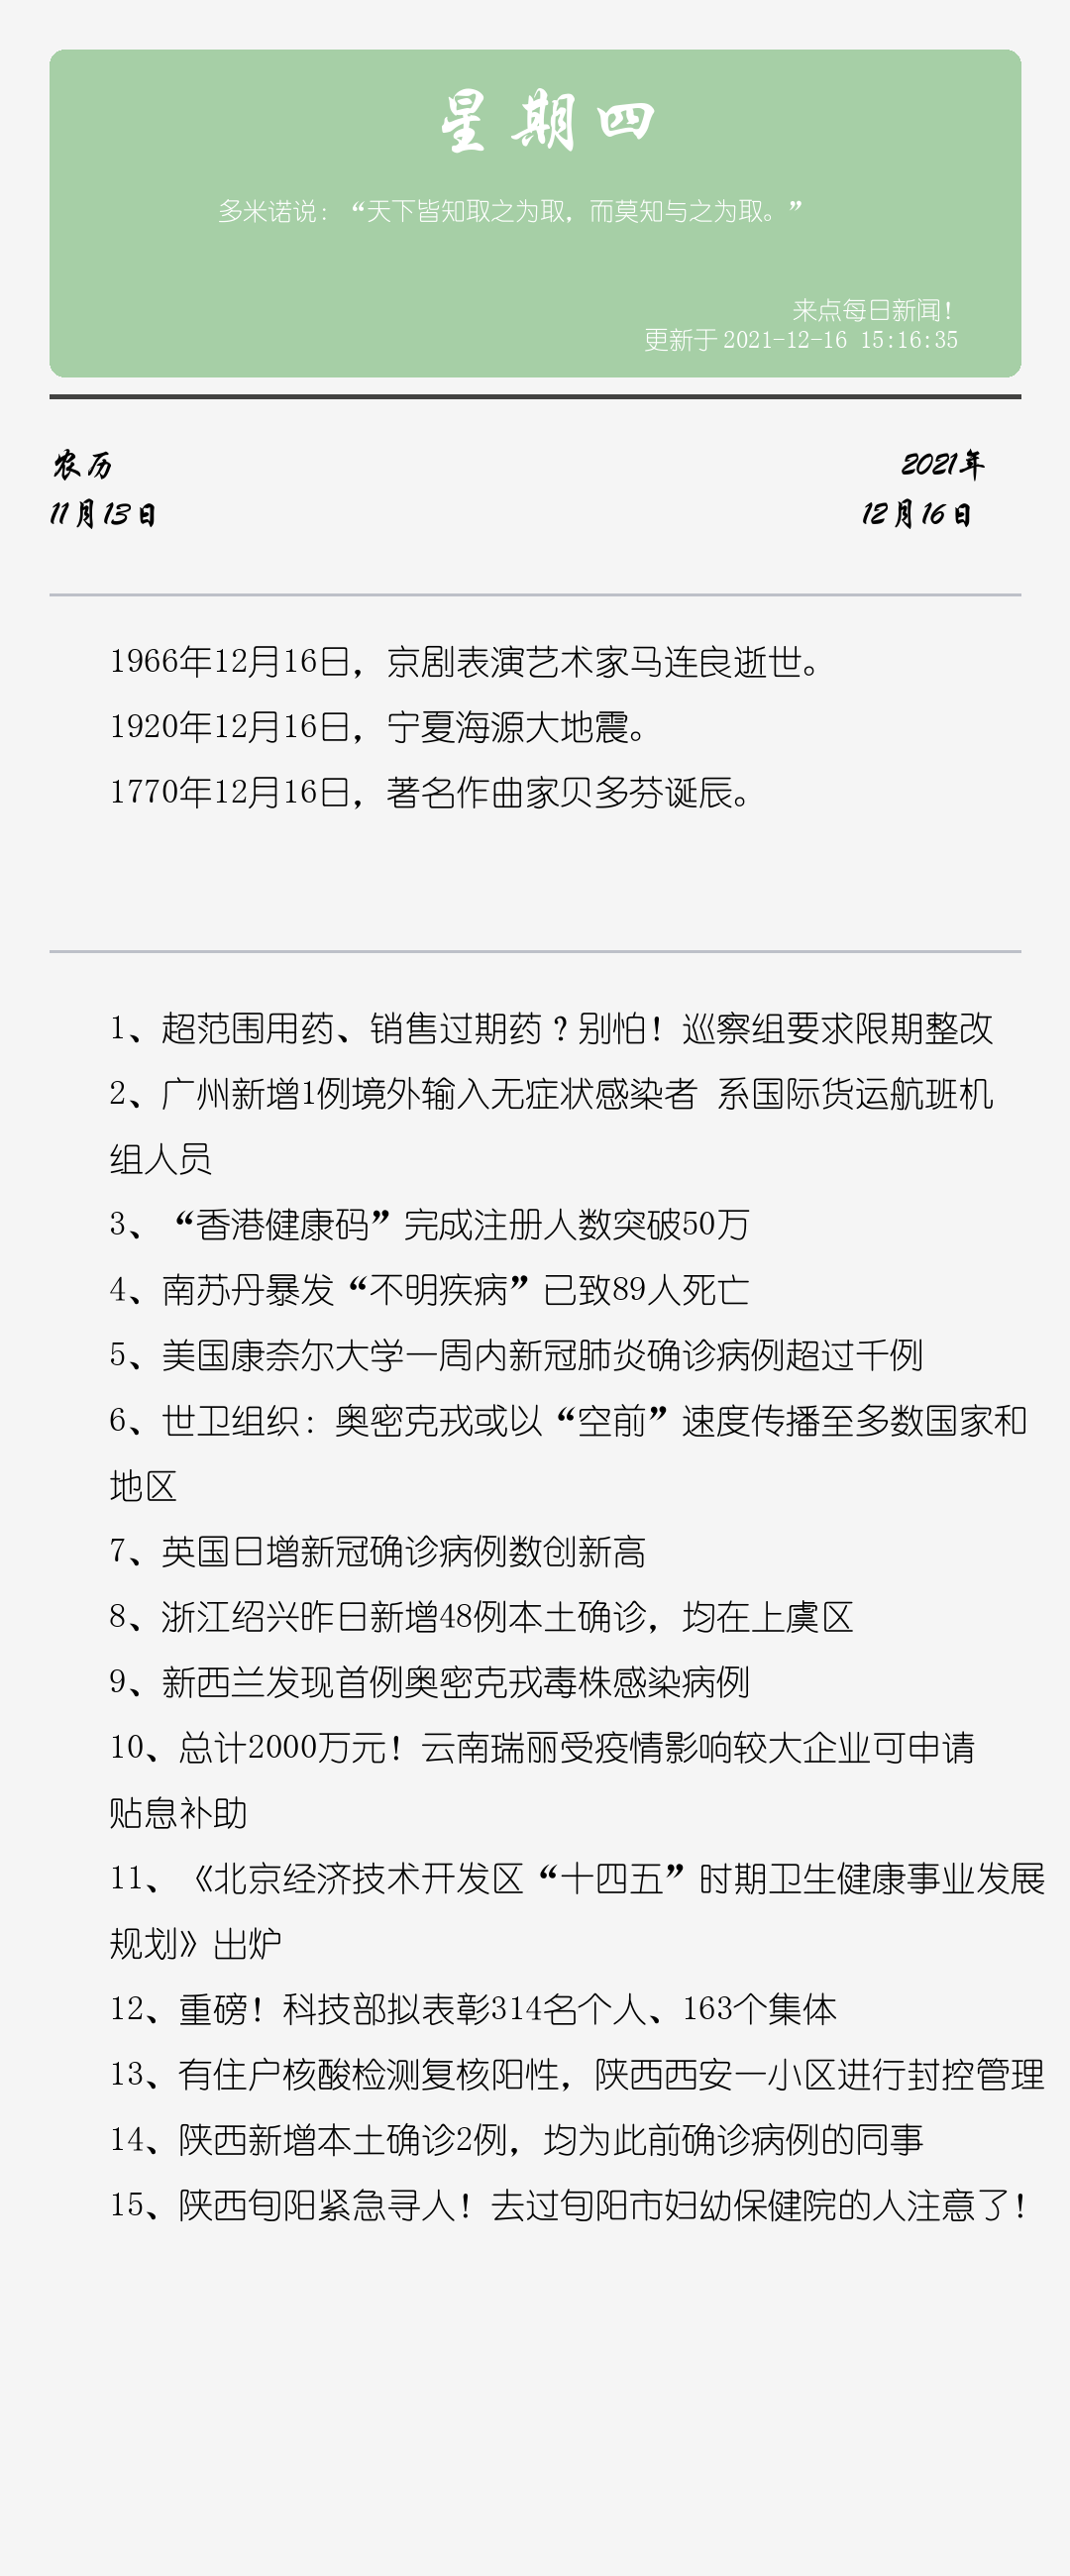 星期四
多米诺说：“天下皆知取之为取，而莫知与之为取。”
来点每日新闻！
更新于2021-12-16 15:16:35
农历
2021年
11月13日
12月16日
1966年12月16日，京剧表演艺术家马连良逝世。
1920年12月16日，宁夏海源大地震。
1770年12月16日，著名作曲家贝多芬诞辰。
1、超范围用药、销售过期药？别怕！巡察组要求限期整改
2、广州新增1例境外输入无症状感染者 系国际货运航班机
组人员
3、“香港健康码”完成注册人数突破50万
4、南苏丹暴发“不明疾病”已致89人死亡
5、美国康奈尔大学一周内新冠肺炎确诊病例超过千例
6、世卫组织：奥密克戎或以“空前”速度传播至多数国家和
地区
7、英国日增新冠确诊病例数创新高
8、浙江绍兴昨日新增48例本土确诊，均在上虞区
9、新西兰发现首例奥密克戎毒株感染病例
10、总计2000万元！云南瑞丽受疫情影响较大企业可申请
贴息补助
11、《北京经济技术开发区“十四五”时期卫生健康事业发展
规划》出炉
12、重磅！科技部拟表彰314名个人、163个集体
13、有住户核酸检测复核阳性，陕西西安一小区进行封控管理
14、陕西新增本土确诊2例，均为此前确诊病例的同事
15、陕西旬阳紧急寻人！去过旬阳市妇幼保健院的人注意了！